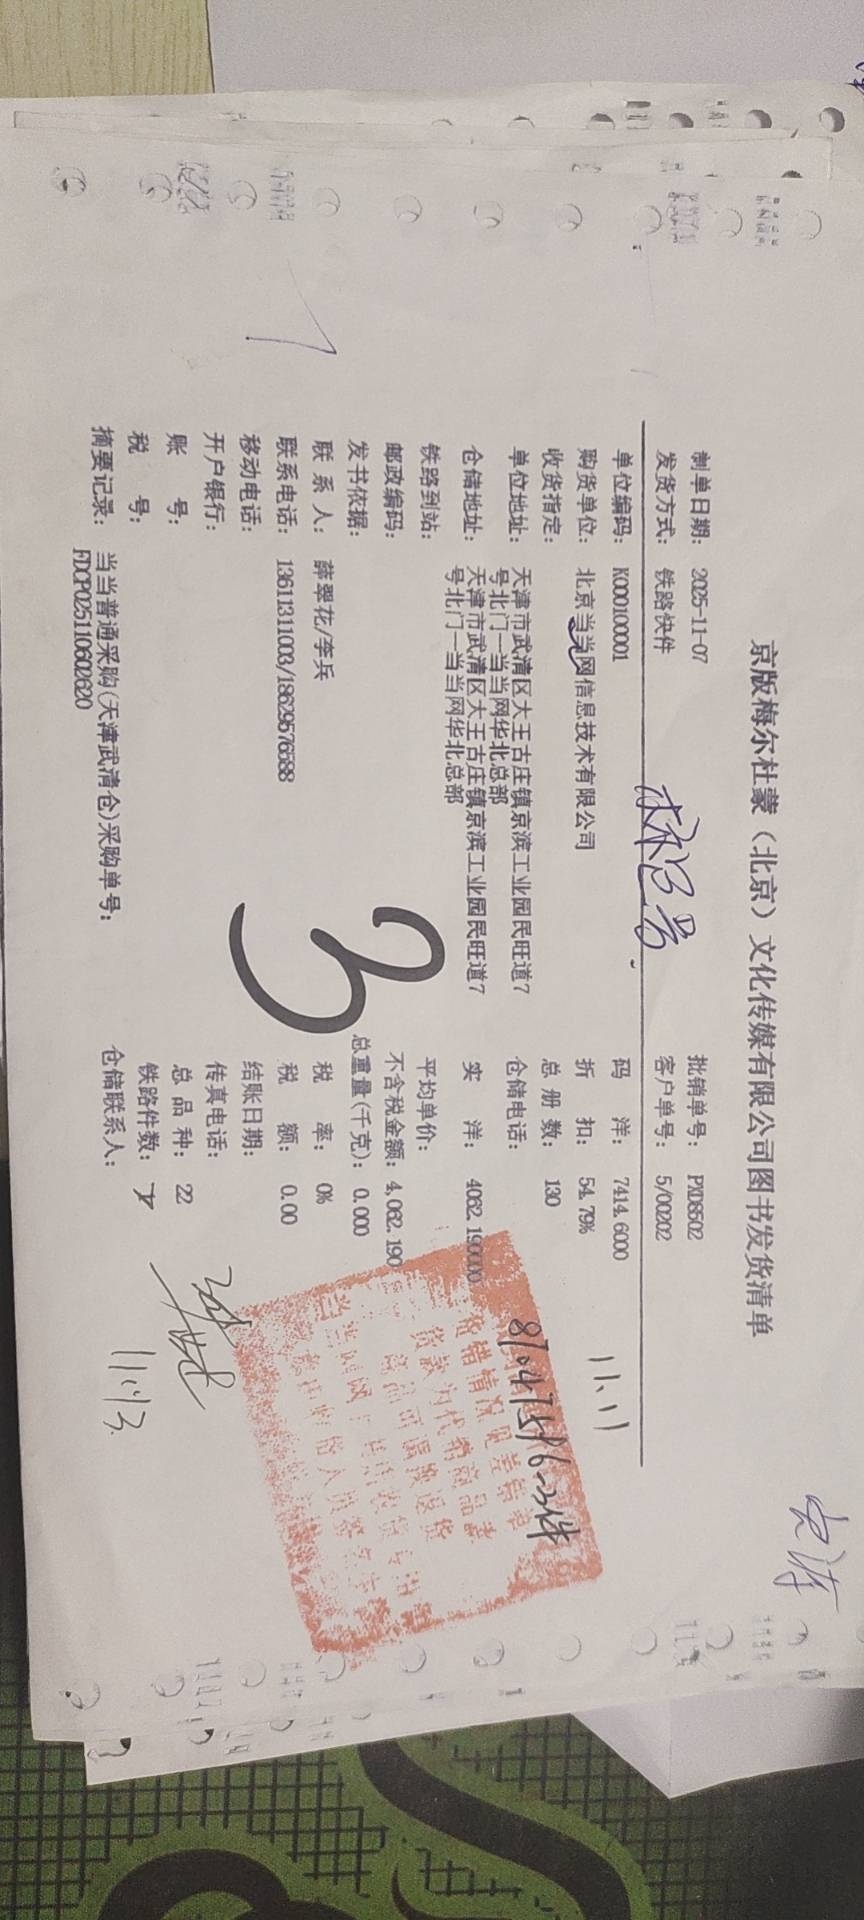 京版梅尔杜蒙（北京）文化传媒有限公司图书发货清单
制单日期： 2025-11-07
批销单号： PXD8502
发货方式： 铁路快件
客户单号： 5/00202
单位编码： K000100001
码 洋： 7414.6000
11.11
购货单位： 北京当当网信息技术有限公司
折 扣： 54.79%
收货指定：
总 册 数： 130
单位地址： 天津市武清区大王古庄镇京滨工业园民旺道7
号北门一当当网华北总部
仓储电话：
仓储地址： 天津市武清区大王古庄镇京滨工业园民旺道7
号北门一当当网华北总部
实 洋： 4062.190000
铁路到站：
平均单价：
邮政编码：
不含税金额： 4,062.190
发书依据：
总重量(千克)： 0.000
联 系 人： 薛翠花/李兵
税 率： 0%
联系电话： 13611311003/18629576588
税 额： 0.00
移动电话：
结账日期：
开户银行：
传真电话：
账 号：
总 品 种： 22
税 号：
铁路件数：
摘要记录： 当当普通采购(天津武清仓)采购单号：
FDCP025110602620
仓储联系人：
3
11.13